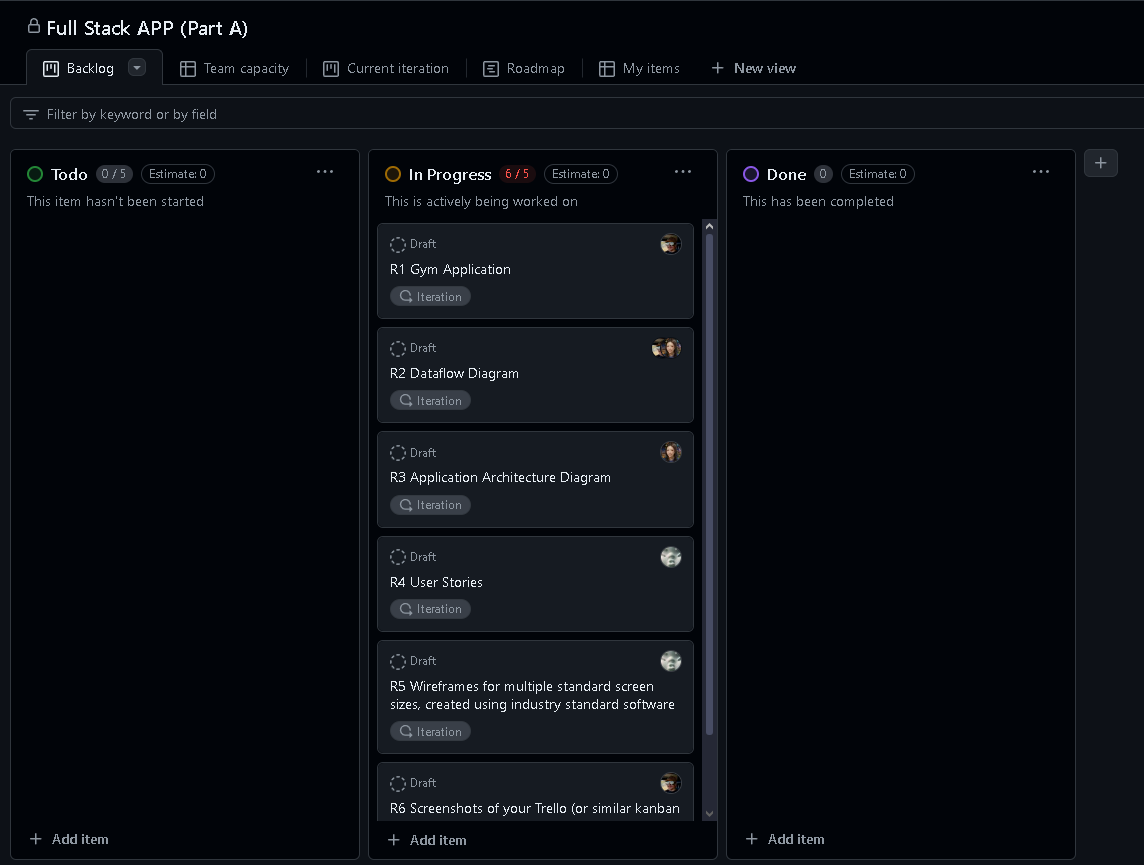 Full Stack APP (Part A)
Backlog
Team capacity
Current iteration
Roadmap
My items
New view
Filter by keyword or by field
Todo 0 / 5 Estimate: 0
This item hasn't been started
Add item
In Progress 6 / 5 Estimate: 0
This is actively being worked on
Draft
R1 Gym Application
Iteration
Draft
R2 Dataflow Diagram
Iteration
Draft
R3 Application Architecture Diagram
Iteration
Draft
R4 User Stories
Iteration
Draft
R5 Wireframes for multiple standard screen
sizes, created using industry standard software
Iteration
Draft
R6 Screenshots of your Trello (or similar kanban
Add item
Done 0 Estimate: 0
This has been completed
Add item